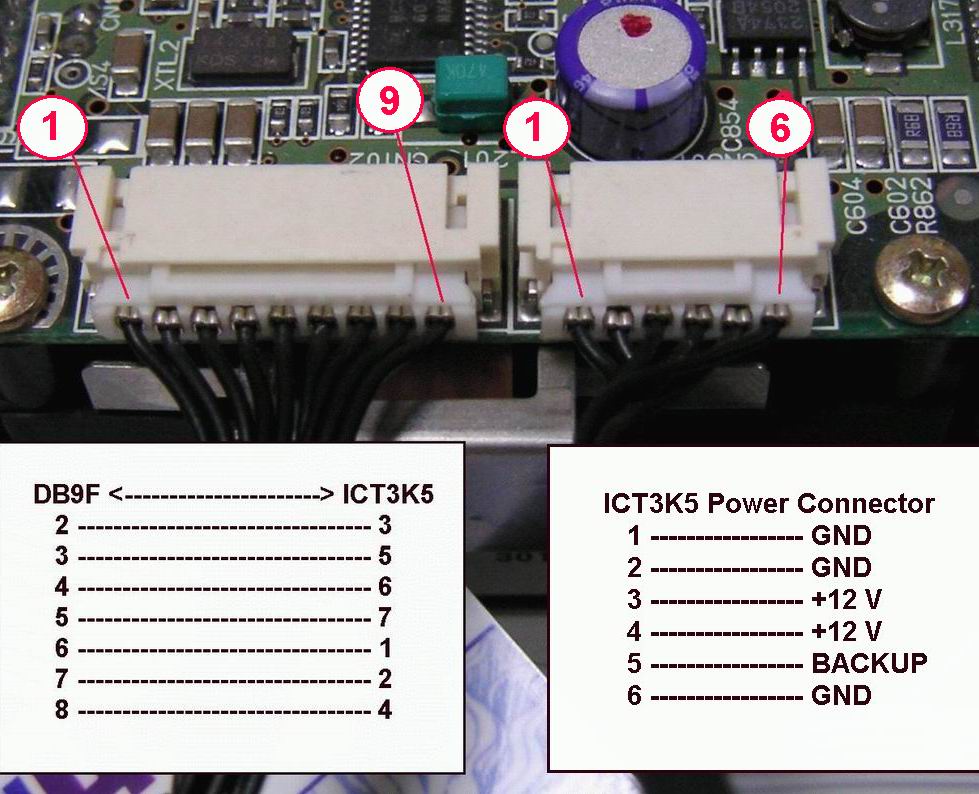 XTL2
470K
1
9
1
6
CN102
C854
C604
C602
R862
L317
DB9F <----------------------> ICT3K5
2 --------------------------------- 3
3 --------------------------------- 5
4 --------------------------------- 6
5 --------------------------------- 7
6 --------------------------------- 1
7 --------------------------------- 2
8 --------------------------------- 4
ICT3K5 Power Connector
1 ----------------- GND
2 ----------------- GND
3 ----------------- +12 V
4 ----------------- +12 V
5 ----------------- BACKUP
6 ----------------- GND